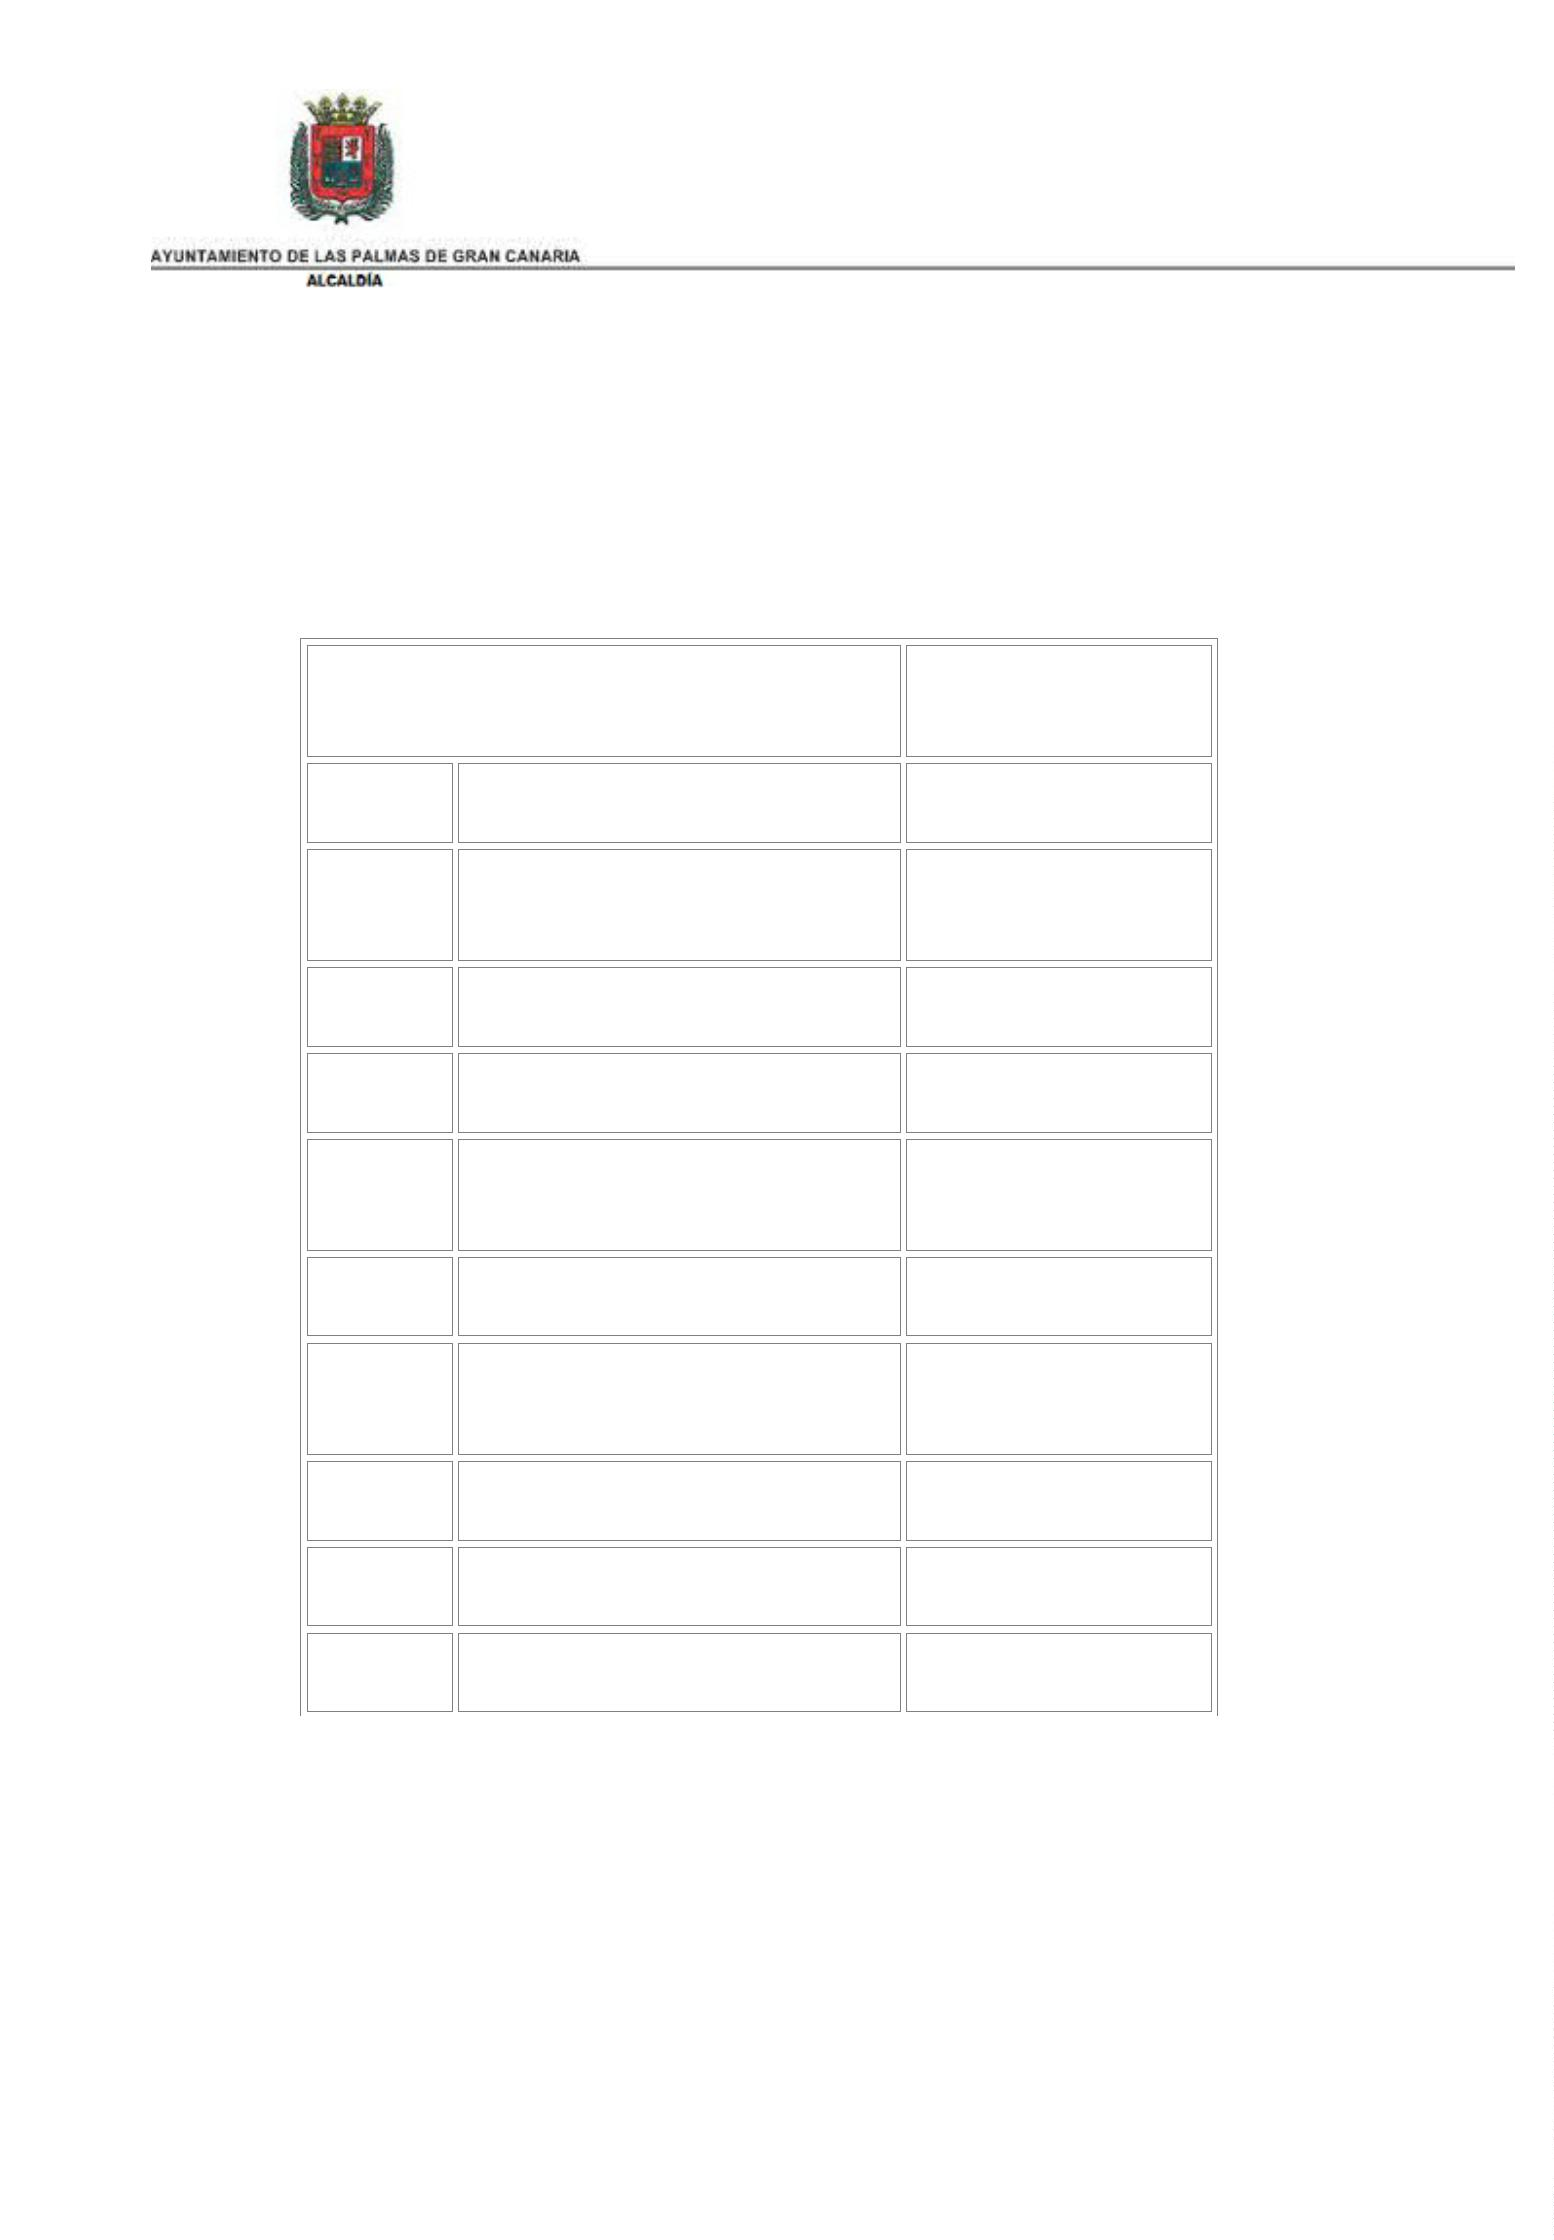 AYUNTAMIENTO DE LAS PALMAS DE GRAN CANARIA
ALCALDÍA